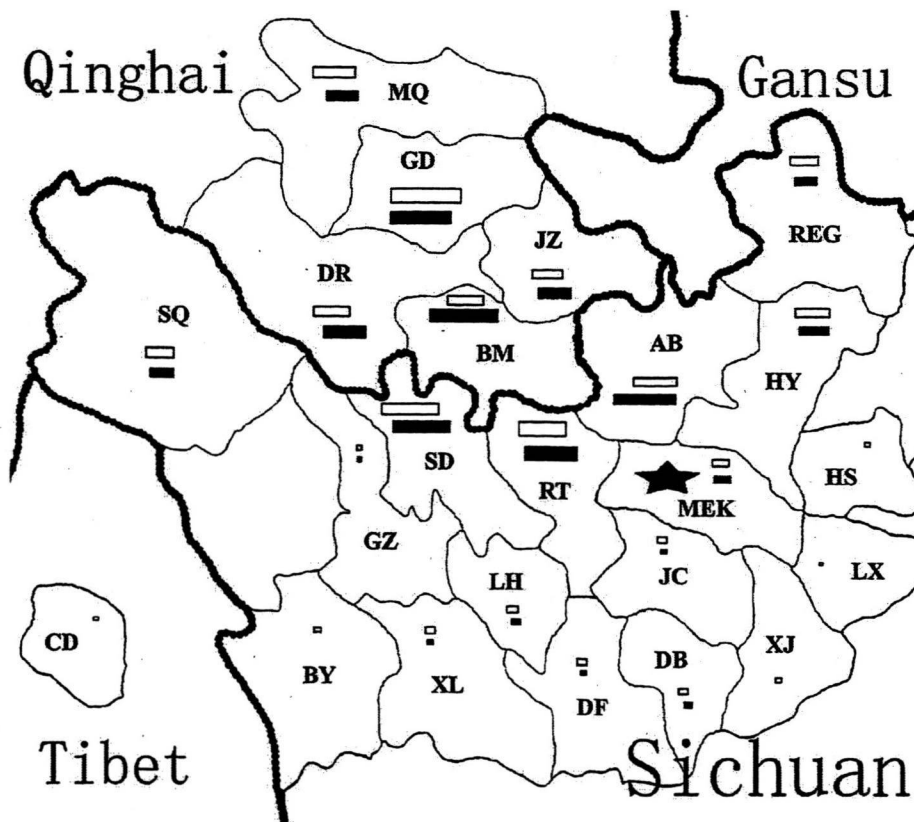 Qinghai
Gansu
MQ
GD
REG
JZ
DR
SQ
BM
AB
HY
SD
RT
HS
MEK
GZ
LH
JC
LX
CD
BY
XL
DF
DB
XJ
Tibet
Sichuan